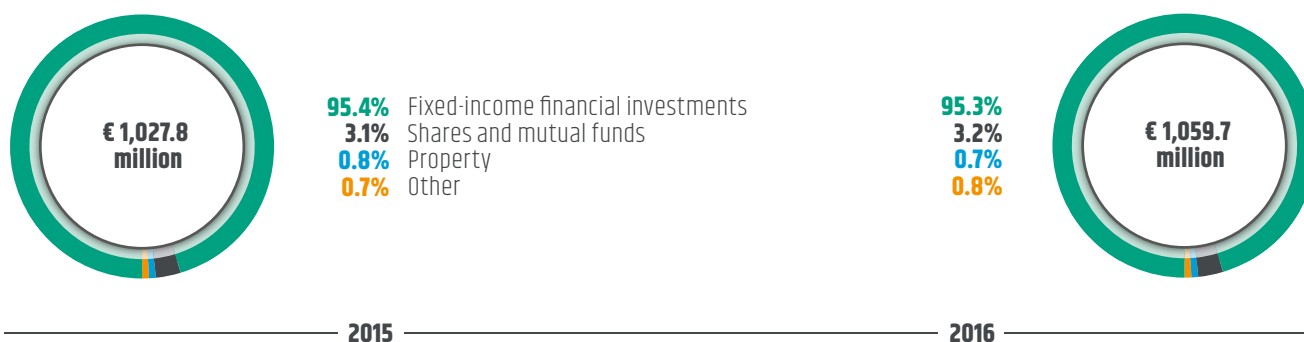 € 1,027.8
million
95.4% Fixed-income financial investments 95.3%
3.1% Shares and mutual funds 3.2%
0.8% Property 0.7%
0.7% Other 0.8%
€ 1,059.7
million
2015 2016